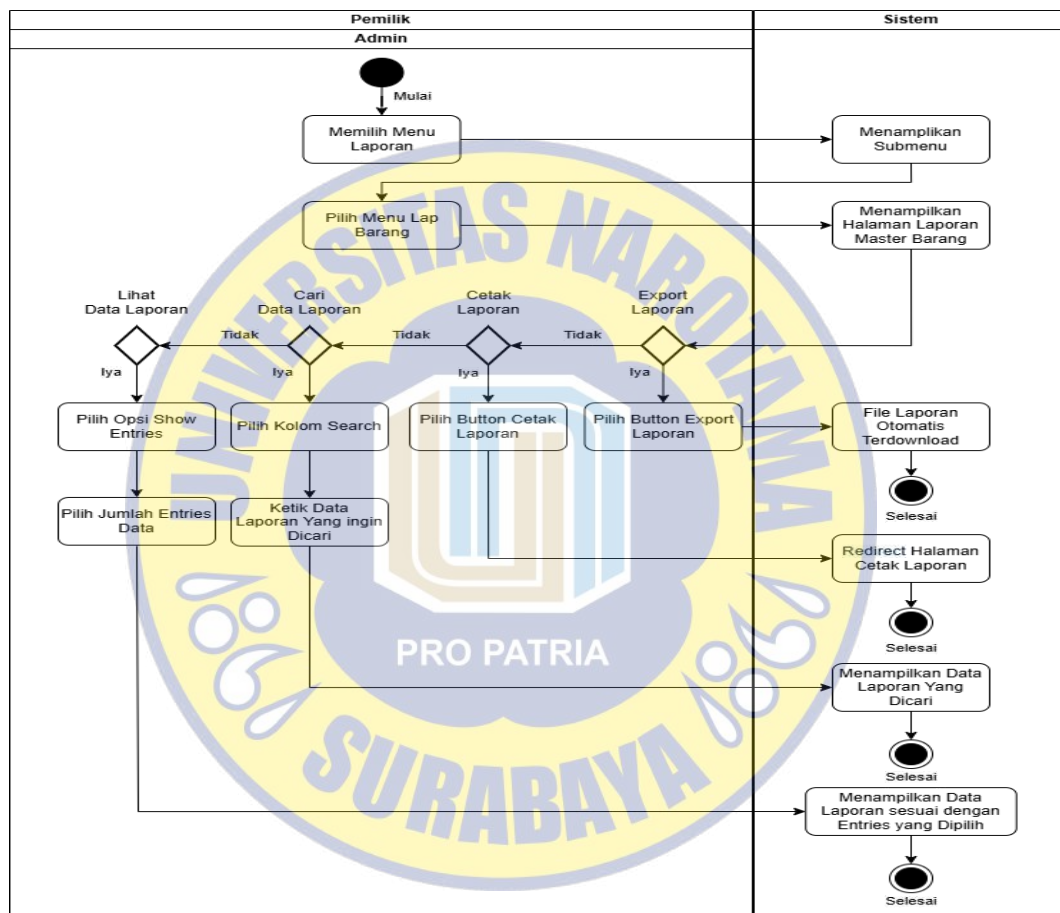 Pemilik
Sistem
Admin
Mulai
Memilih Menu
Laporan
Menamplikan
Submenu
Pilih Menu Lap
Barang
Menampilkan
Halaman Laporan
Master Barang
Lihat
Data Laporan
Cari
Data Laporan
Cetak
Laporan
Export
Laporan
Tidak
Tidak
Tidak
Iya
Iya
Iya
Iya
Pilih Opsi Show
Entries
Pilih Kolom Search
Pilih Button Cetak
Laporan
Pilih Button Export
Laporan
File Laporan
Otomatis
Terdownload
Selesai
Pilih Jumlah Entries
Data
Ketik Data
Laporan Yang ingin
Dicari
Redirect Halaman
Cetak Laporan
Selesai
Menampilkan Data
Laporan Yang
Dicari
Selesai
Menampilkan Data
Laporan sesuai dengan
Entries yang Dipilih
Selesai
UNIVERSITAS NAROTAMA
PRO PATRIA
SURABAYA